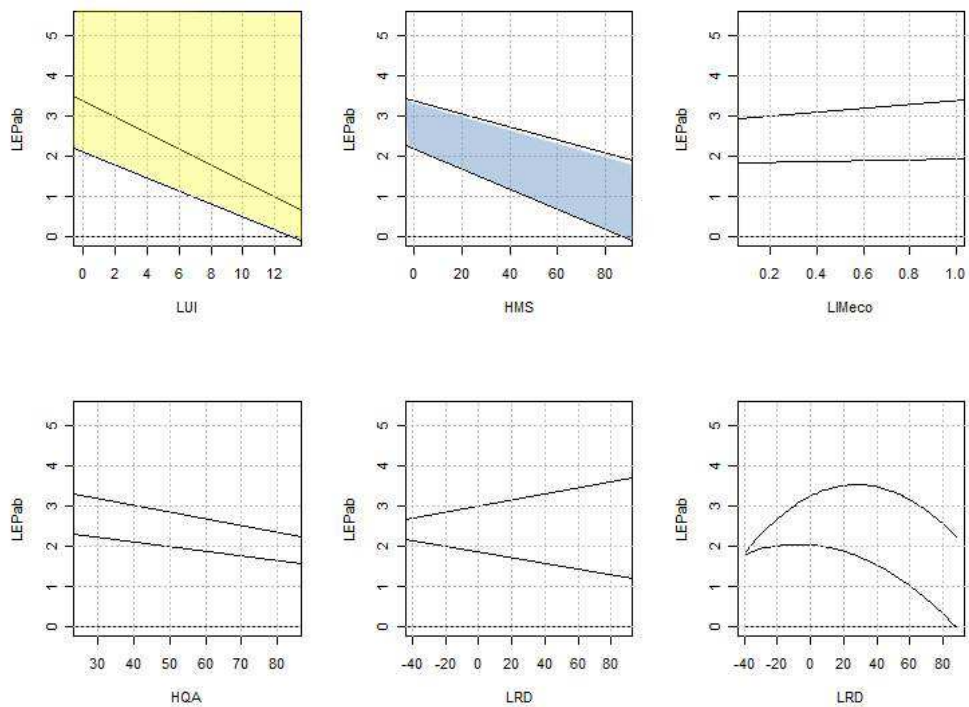 LEPab
0 1 2 3 4 5
0 2 4 6 8 10 12
LUI
LEPab
0 1 2 3 4 5
0 20 40 60 80
HMS
LEPab
0 1 2 3 4 5
0.2 0.4 0.6 0.8 1.0
LIMeco
LEPab
0 1 2 3 4 5
30 40 50 60 70 80
HQA
LEPab
0 1 2 3 4 5
-40 -20 0 20 40 60 80
LRD
LEPab
0 1 2 3 4 5
-40 -20 0 20 40 60 80
LRD